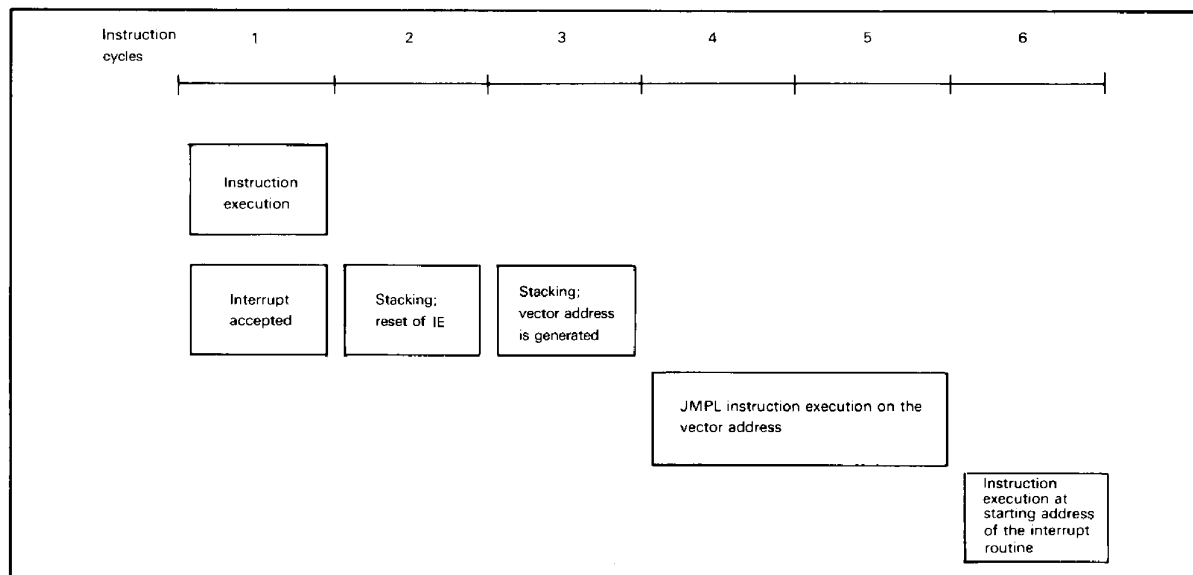 Instruction
cycles
1 2 3 4 5 6
Instruction
execution
Interrupt
accepted
Stacking;
reset of IE
Stacking;
vector address
is generated
JMPL instruction execution on the
vector address
Instruction
execution at
starting address
of the interrupt
routine